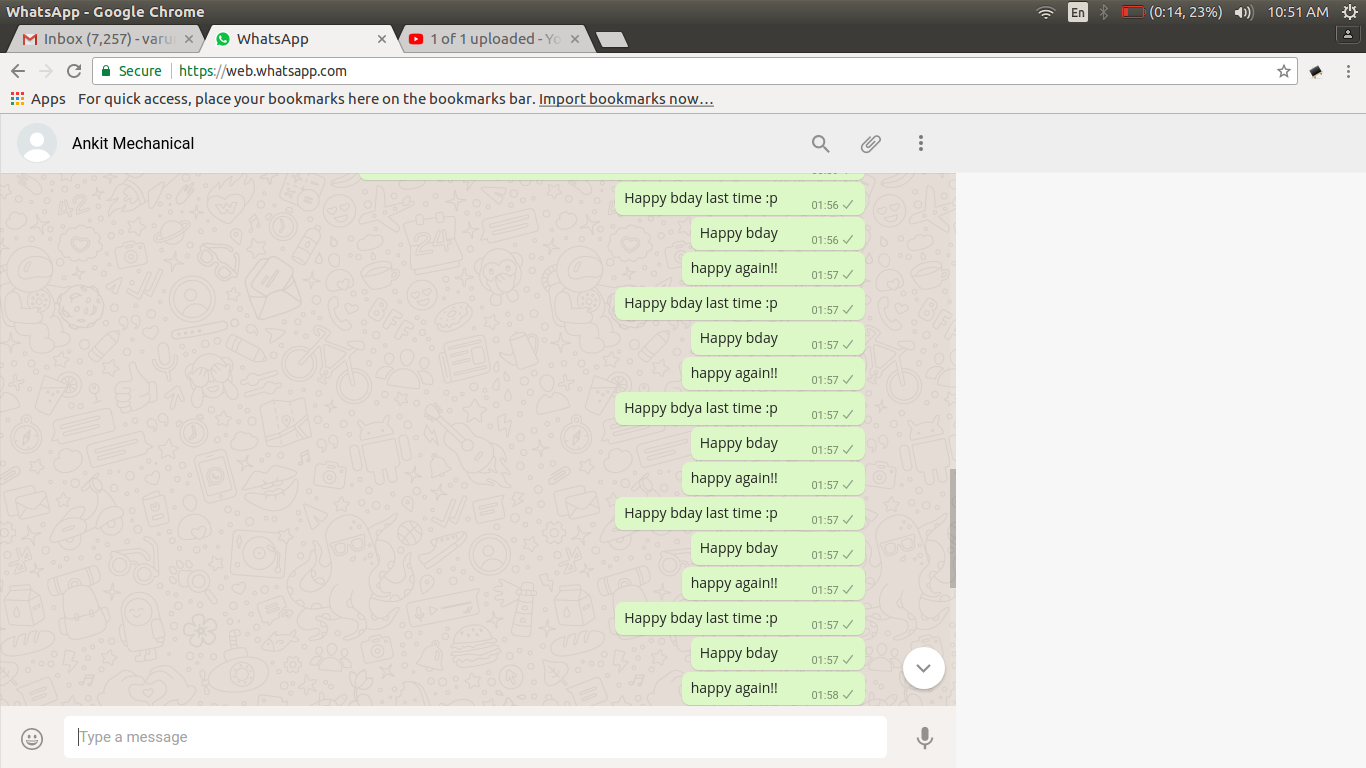 WhatsApp - Google Chrome
En
(0:14, 23%)
10:51 AM
Inbox (7,257) - varu
WhatsApp
1 of 1 uploaded - Yo
Secure
https://web.whatsapp.com
Apps
For quick access, place your bookmarks here on the bookmarks bar. Import bookmarks now...
Ankit Mechanical
Happy bday last time :p 01:56
Happy bday 01:56
happy again!! 01:57
Happy bday last time :p 01:57
Happy bday 01:57
happy again!! 01:57
Happy bdya last time :p 01:57
Happy bday 01:57
happy again!! 01:57
Happy bday last time :p 01:57
Happy bday 01:57
happy again!! 01:57
Happy bday last time :p 01:57
Happy bday 01:57
happy again!! 01:58
Type a message